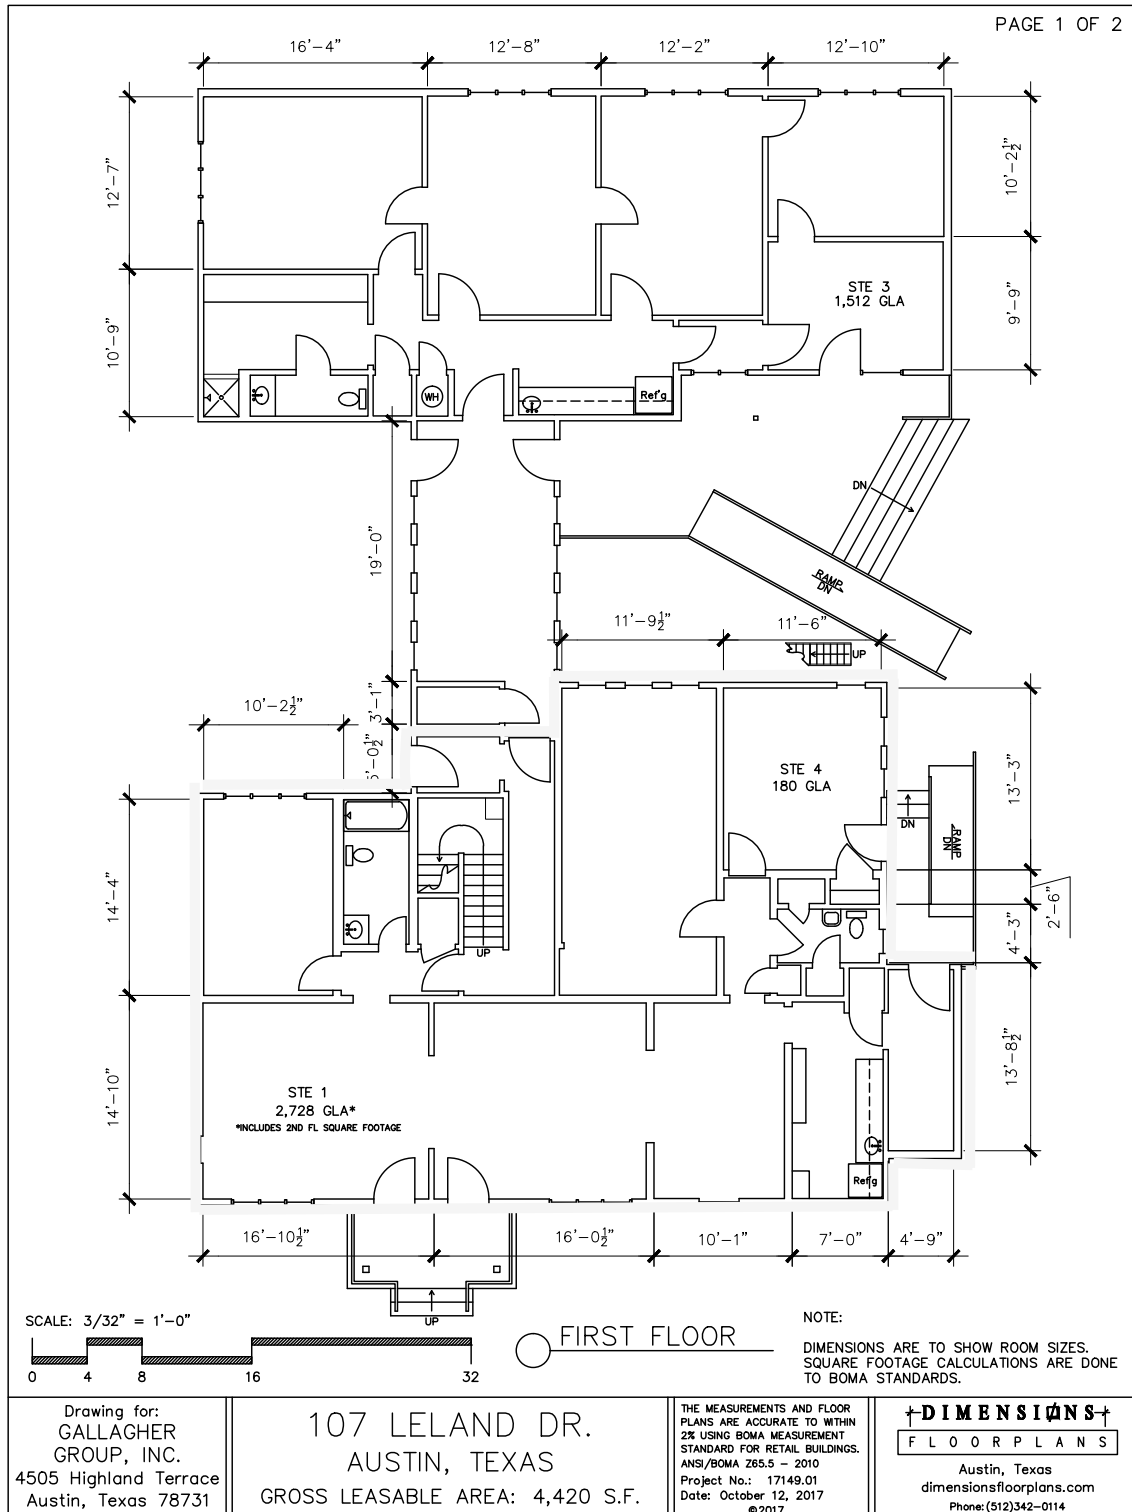 PAGE 1 OF 2
16'-4"
12'-8"
12'-2"
12'-10"
12'-7"
10'-2½"
10'-9"
9'-9"
STE 3
1,512 GLA
WH
Ref'g
DN
19'-0"
RAMP
DN
11'-9½"
11'-6"
UP
10'-2½"
3'-1"
'-0½"
STE 4
180 GLA
13'-3"
DN
RAMP
DN
14'-4"
2'-6"
4'-3"
UP
14'-10"
13'-8½"
STE 1
2,728 GLA*
*INCLUDES 2ND FL SQUARE FOOTAGE
Ref'g
16'-10½"
16'-0½"
10'-1"
7'-0"
4'-9"
UP
SCALE: 3/32" = 1'-0"
0 4 8 16 32
FIRST FLOOR
NOTE:
DIMENSIONS ARE TO SHOW ROOM SIZES.
SQUARE FOOTAGE CALCULATIONS ARE DONE
TO BOMA STANDARDS.
Drawing for:
GALLAGHER
GROUP, INC.
4505 Highland Terrace
Austin, Texas 78731
107 LELAND DR.
AUSTIN, TEXAS
GROSS LEASABLE AREA: 4,420 S.F.
THE MEASUREMENTS AND FLOOR
PLANS ARE ACCURATE TO WITHIN
2% USING BOMA MEASUREMENT
STANDARD FOR RETAIL BUILDINGS.
ANSI/BOMA Z65.5 - 2010
Project No.: 17149.01
Date: October 12, 2017
©2017
DIMENSIONS
FLOORPLANS
Austin, Texas
dimensionsfloorplans.com
Phone:(512)342-0114